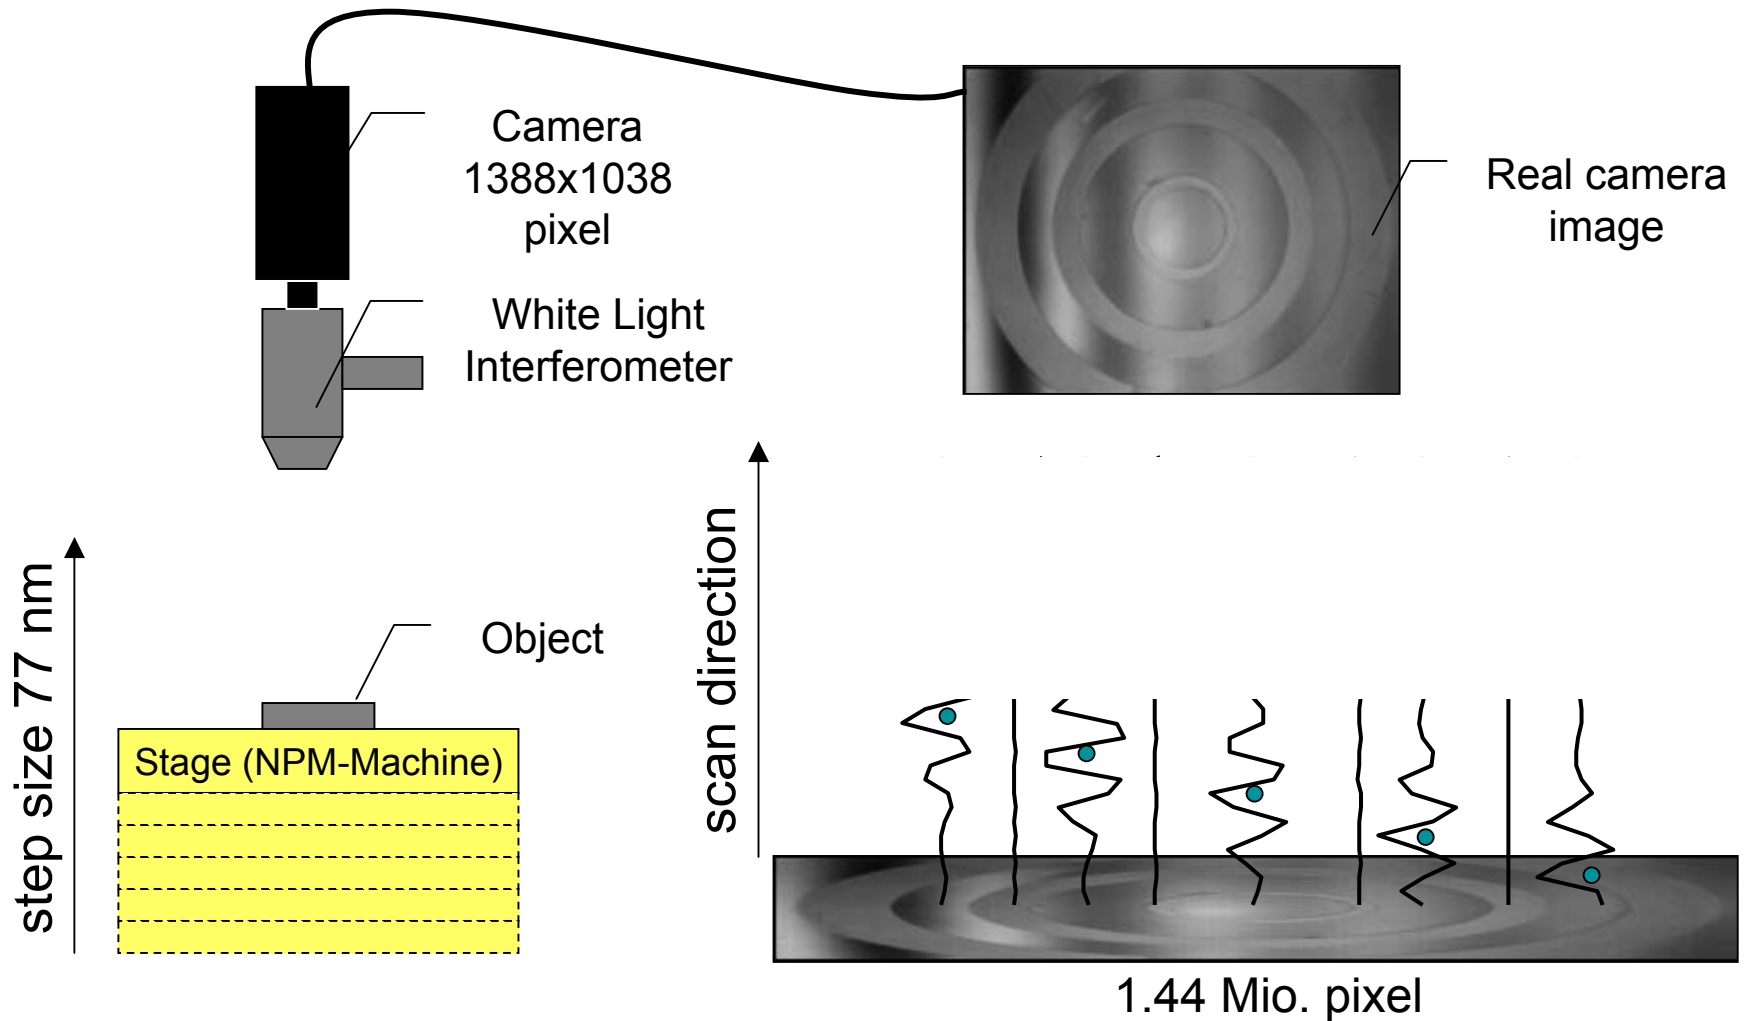 Camera
1388x1038
pixel
Real camera
image
White Light
Interferometer
step size 77 nm
Object
Stage (NPM-Machine)
scan direction
1.44 Mio. pixel